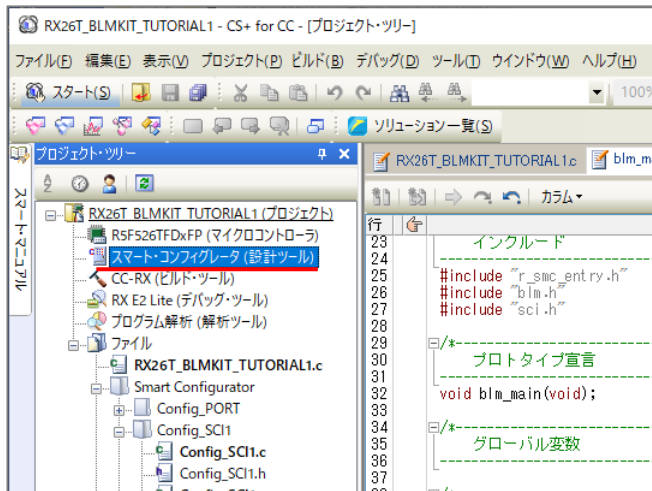 RX26T_BLMKIT_TUTORIAL1 - CS+ for CC - [プロジェクト・ツリー]
ファイル(F) 編集(E) 表示(V) プロジェクト(P) ビルド(B) デバッグ(D) ツール(T) ウインドウ(W) ヘルプ(H)
スタート(S) 100%
ソリューション一覧(S)
プロジェクト・ツリー
RX26T_BLMKIT_TUTORIAL1.c blm_m
スマート・マニュアル
カラム
行
RX26T_BLMKIT_TUTORIAL1 (プロジェクト)
R5F526TFDxFP (マイクロコントローラ)
スマート・コンフィグレータ (設計ツール)
CC-RX (ビルド・ツール)
RX E2 Lite (デバッグ・ツール)
プログラム解析 (解析ツール)
ファイル
RX26T_BLMKIT_TUTORIAL1.c
Smart Configurator
Config_PORT
Config_SCI1
Config_SCI1.c
Config_SCI1.h
23 インクルード
24 --------------------
25 #include "r_smc_entry.h"
26 #include "blm.h"
27 #include "sci.h"
28
29 /*--------------------
30 プロトタイプ宣言
31 --------------------
32 void blm_main(void);
33
34 /*--------------------
35 グローバル変数
36 --------------------
37